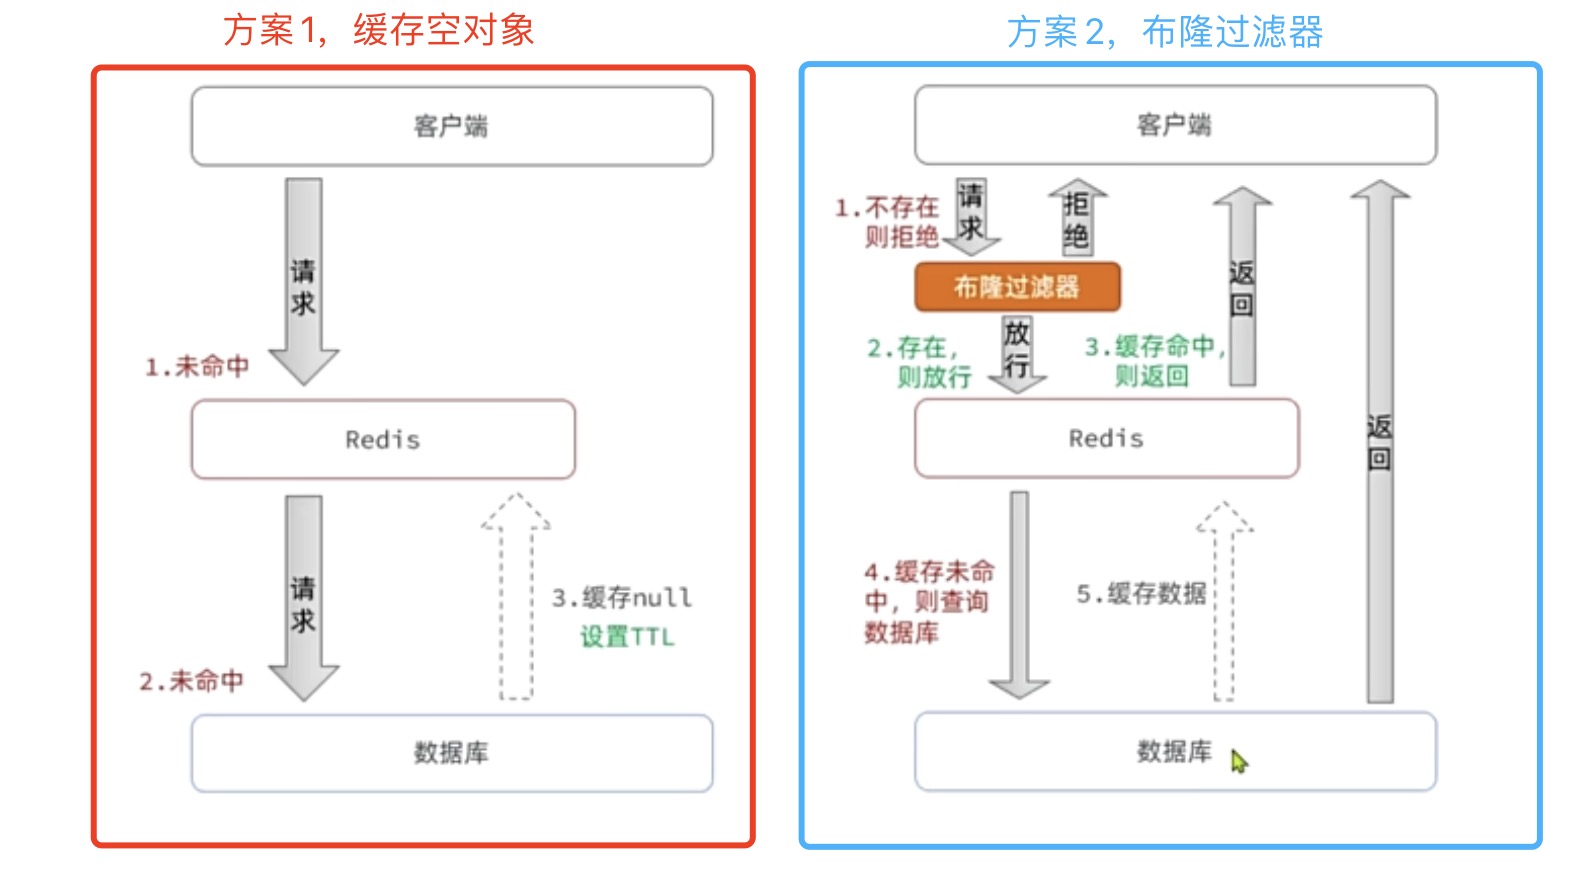 方案1，缓存空对象
客户端
请
求
1.未命中
Redis
请
求
2.未命中
3.缓存null
设置TTL
数据库
方案2，布隆过滤器
客户端
1.不存在
则拒绝
请
求
拒
绝
布隆过滤器
2.存在，
则放行
放
行
3.缓存命中，
则返回
返
回
Redis
返
回
4.缓存未命
中，则查询
数据库
5.缓存数据
数据库